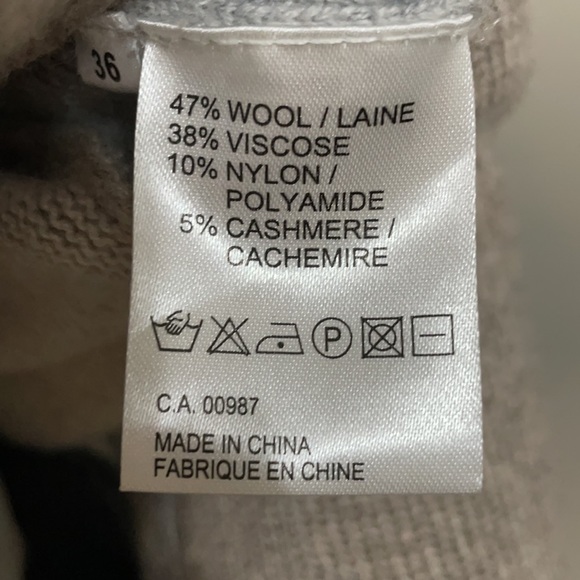 36
47% WOOL / LAINE
38% VISCOSE
10% NYLON /
POLYAMIDE
5% CASHMERE /
CACHEMIRE
P
C.A. 00987
MADE IN CHINA
FABRIQUE EN CHINE